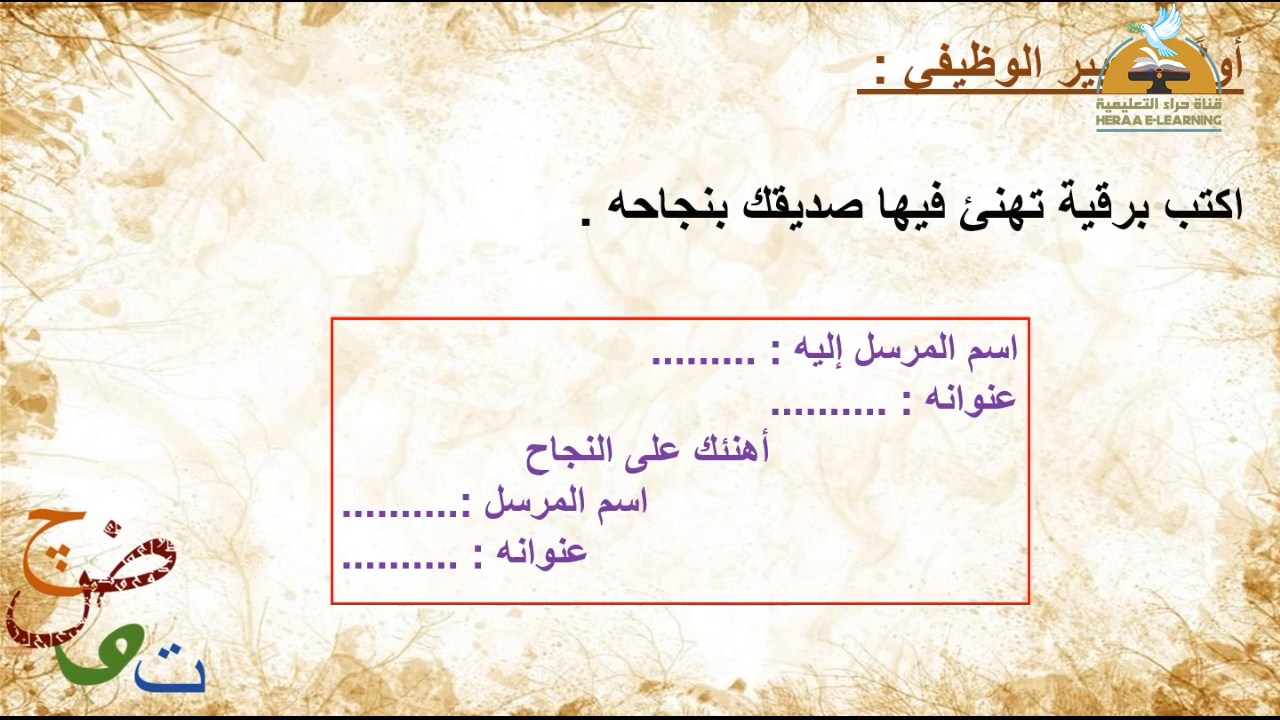 الوظيفي :
قناة حراء التعليمية
HERAA E-LEARNING
اكتب برقية تهنئ فيها صديقك بنجاحه .
اسم المرسل إليه : .........
عنوانه : ..........
أهنئك على النجاح
اسم المرسل :..........
عنوانه : ..........
ج
ض
و
ت